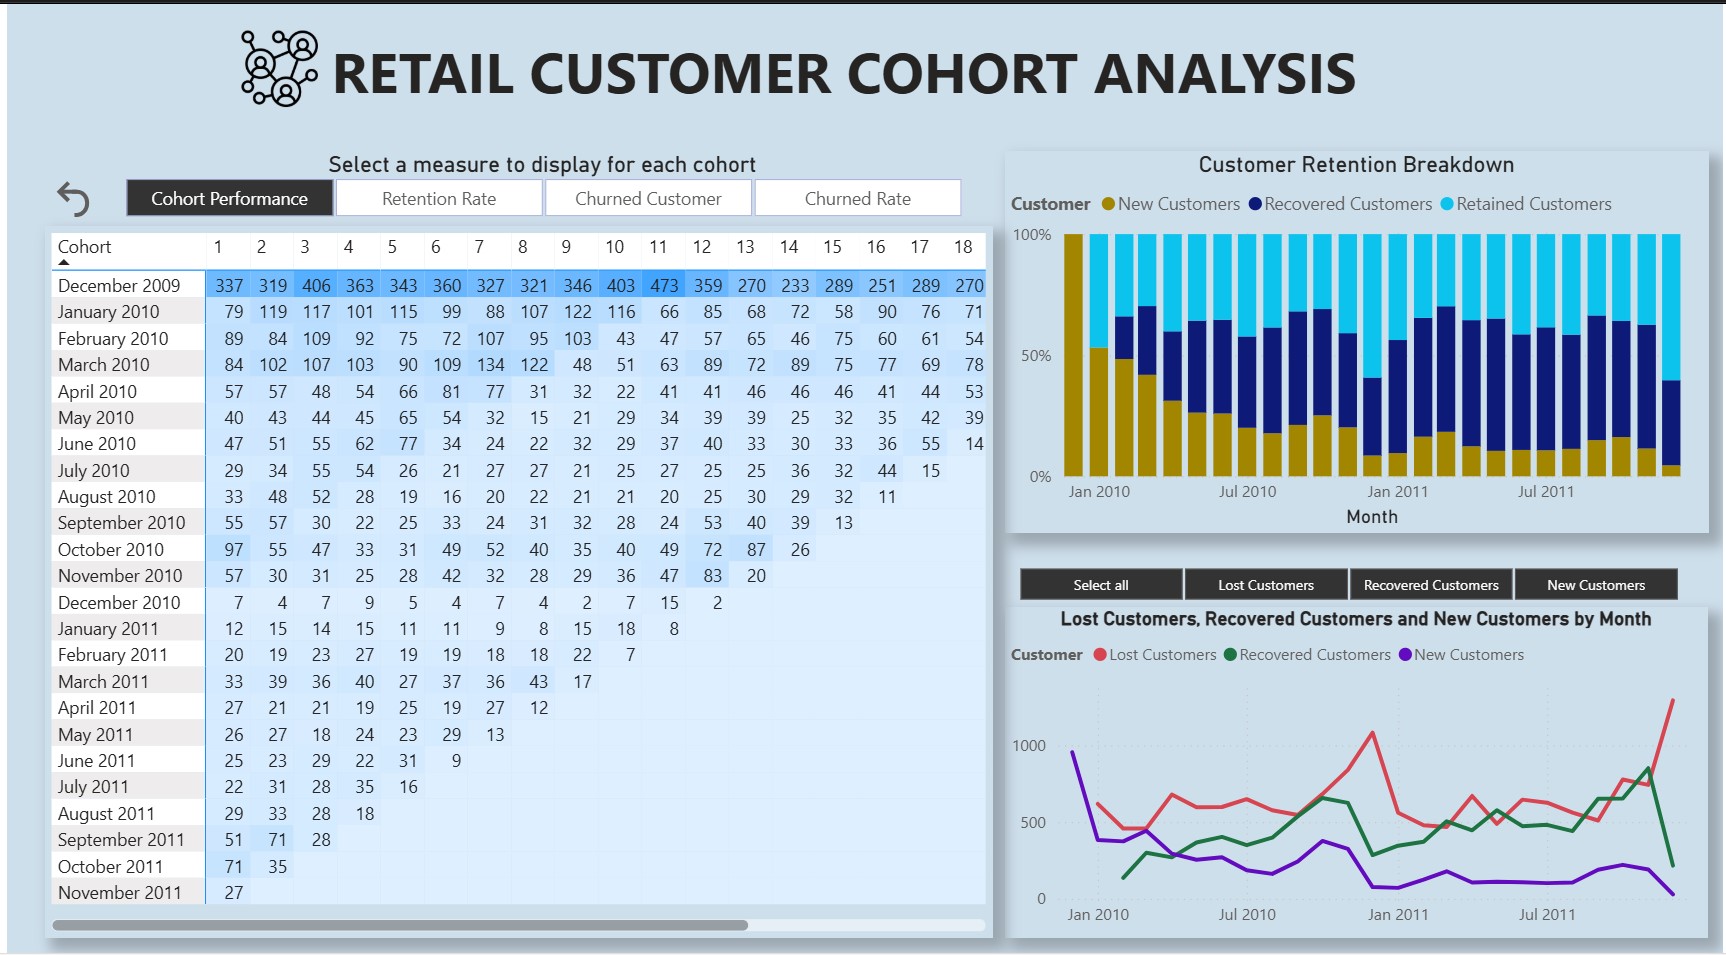 RETAIL CUSTOMER COHORT ANALYSIS
Select a measure to display for each cohort
Cohort Performance Retention Rate Churned Customer Churned Rate
Cohort 1 2 3 4 5 6 7 8 9 10 11 12 13 14 15 16 17 18
December 2009 337 319 406 363 343 360 327 321 346 403 473 359 270 233 289 251 289 270
January 2010 79 119 117 101 115 99 88 107 122 116 66 85 68 72 58 90 76 71
February 2010 89 84 109 92 75 72 107 95 103 43 47 57 65 46 75 60 61 54
March 2010 84 102 107 103 90 109 134 122 48 51 63 89 72 89 75 77 69 78
April 2010 57 57 48 54 66 81 77 31 32 22 41 41 46 46 46 41 44 53
May 2010 40 43 44 45 65 54 32 15 21 29 34 39 39 25 32 35 42 39
June 2010 47 51 55 62 77 34 24 22 32 29 37 40 33 30 33 36 55 14
July 2010 29 34 55 54 26 21 27 27 21 25 27 25 25 36 32 44 15
August 2010 33 48 52 28 19 16 20 22 21 21 20 25 30 29 32 11
September 2010 55 57 30 22 25 33 24 31 32 28 24 53 40 39 13
October 2010 97 55 47 33 31 49 52 40 35 40 49 72 87 26
November 2010 57 30 31 25 28 42 32 28 29 36 47 83 20
December 2010 7 4 7 9 5 4 7 4 2 7 15 2
January 2011 12 15 14 15 11 11 9 8 15 18 8
February 2011 20 19 23 27 19 19 18 18 22 7
March 2011 33 39 36 40 27 37 36 43 17
April 2011 27 21 21 19 25 19 27 12
May 2011 26 27 18 24 23 29 13
June 2011 25 23 29 22 31 9
July 2011 22 31 28 35 16
August 2011 29 33 28 18
September 2011 51 71 28
October 2011 71 35
November 2011 27
Customer Retention Breakdown
Customer New Customers Recovered Customers Retained Customers
100%
50%
0%
Jan 2010 Jul 2010 Jan 2011 Jul 2011
Month
Select all Lost Customers Recovered Customers New Customers
Lost Customers, Recovered Customers and New Customers by Month
Customer Lost Customers Recovered Customers New Customers
1000
500
0
Jan 2010 Jul 2010 Jan 2011 Jul 2011